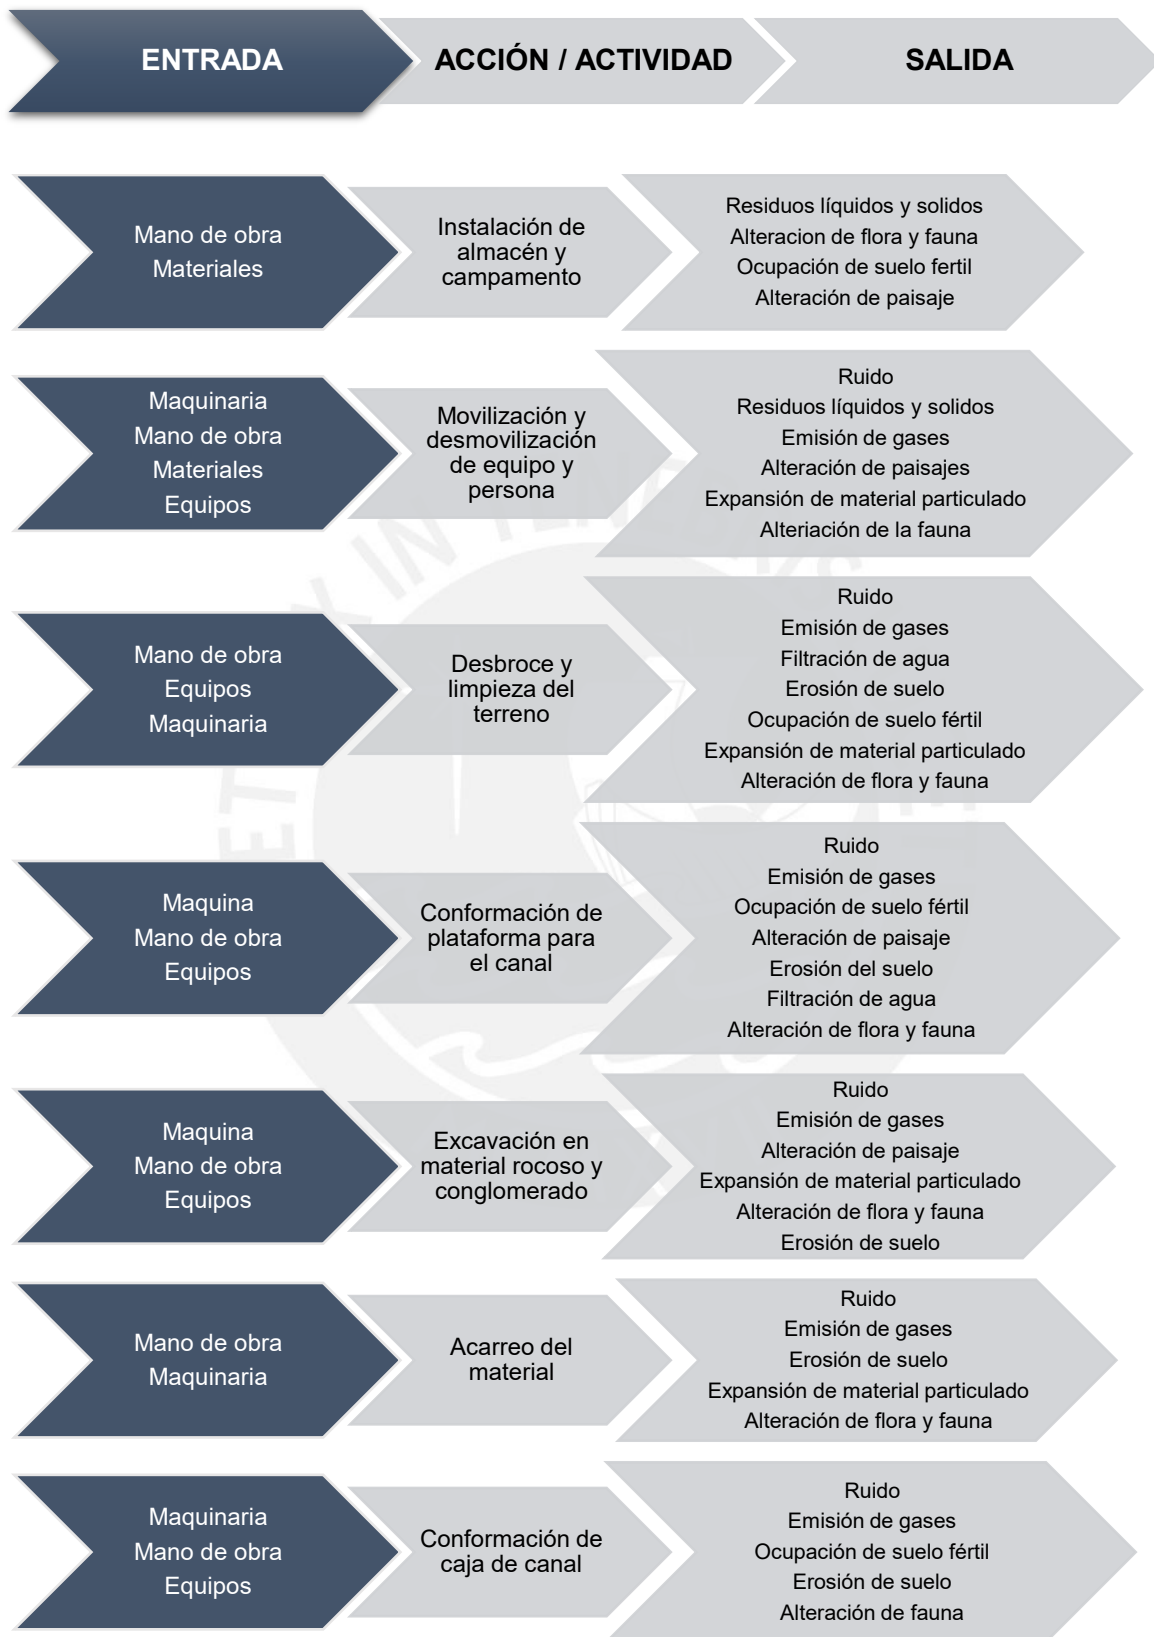 ENTRADA
ACCIÓN / ACTIVIDAD
SALIDA
Mano de obra
Materiales
Instalación de
almacén y
campamento
Residuos líquidos y solidos
Alteracion de flora y fauna
Ocupación de suelo fertil
Alteración de paisaje
Maquinaria
Mano de obra
Materiales
Equipos
Movilización y
desmovilización
de equipo y
persona
Ruido
Residuos líquidos y solidos
Emisión de gases
Alteración de paisajes
Expansión de material particulado
Alteriación de la fauna
Mano de obra
Equipos
Maquinaria
Desbroce y
limpieza del
terreno
Ruido
Emisión de gases
Filtración de agua
Erosión de suelo
Ocupación de suelo fértil
Expansión de material particulado
Alteración de flora y fauna
Maquina
Mano de obra
Equipos
Conformación de
plataforma para
el canal
Ruido
Emisión de gases
Ocupación de suelo fértil
Alteración de paisaje
Erosión del suelo
Filtración de agua
Alteración de flora y fauna
Maquina
Mano de obra
Equipos
Excavación en
material rocoso y
conglomerado
Ruido
Emisión de gases
Alteración de paisaje
Expansión de material particulado
Alteración de flora y fauna
Erosión de suelo
Mano de obra
Maquinaria
Acarreo del
material
Ruido
Emisión de gases
Erosión de suelo
Expansión de material particulado
Alteración de flora y fauna
Maquinaria
Mano de obra
Equipos
Conformación de
caja de canal
Ruido
Emisión de gases
Ocupación de suelo fértil
Erosión de suelo
Alteración de fauna